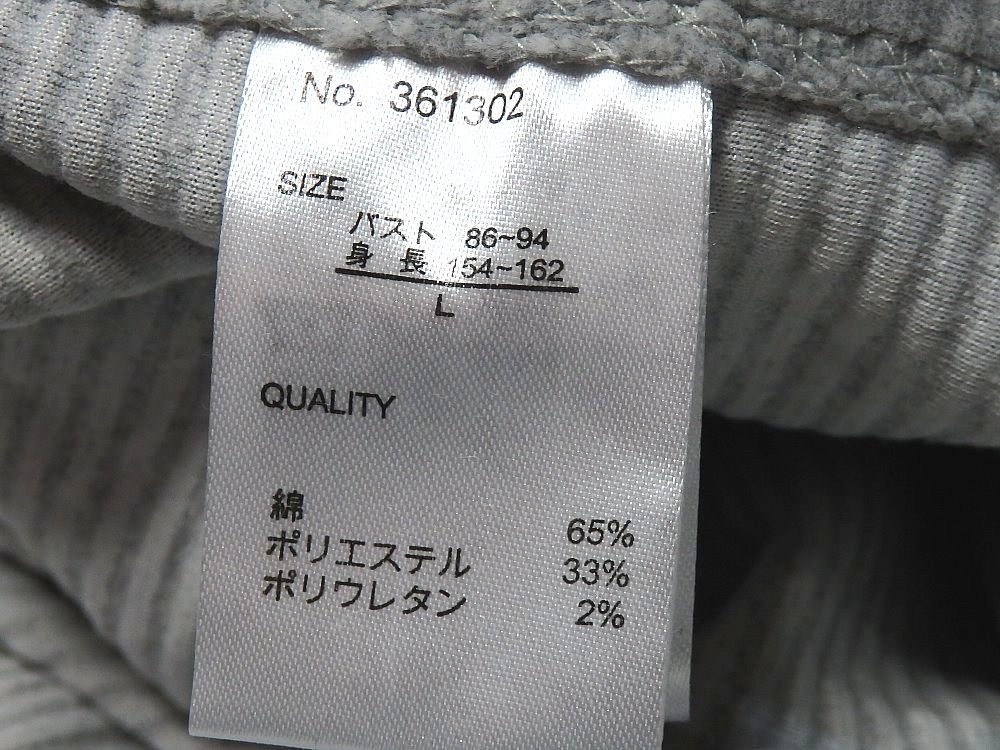 No. 361302
SIZE
バスト 86~94
身 長 154~162
L
QUALITY
綿 65%
ポリエステル 33%
ポリウレタン 2%